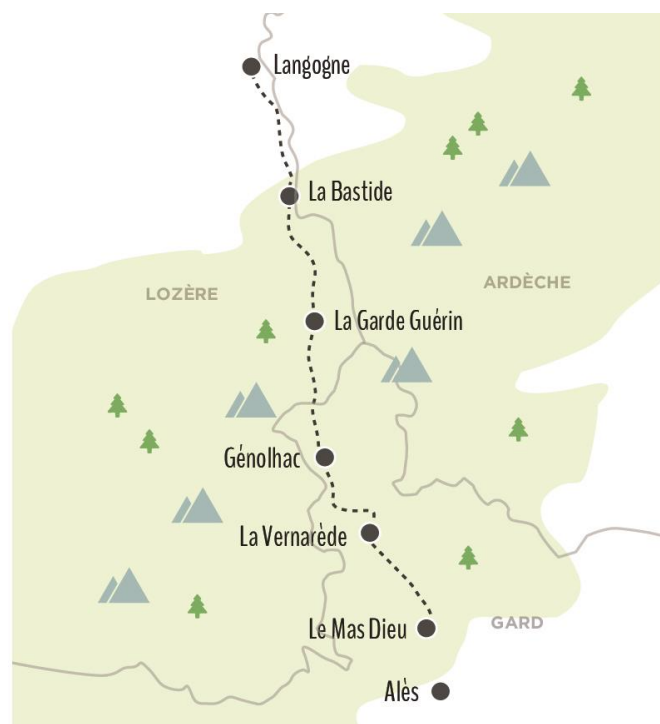 Langogne
La Bastide
ARDÈCHE
LOZÈRE
La Garde Guérin
Génolhac
La Vernarède
Le Mas Dieu
GARD
Alès